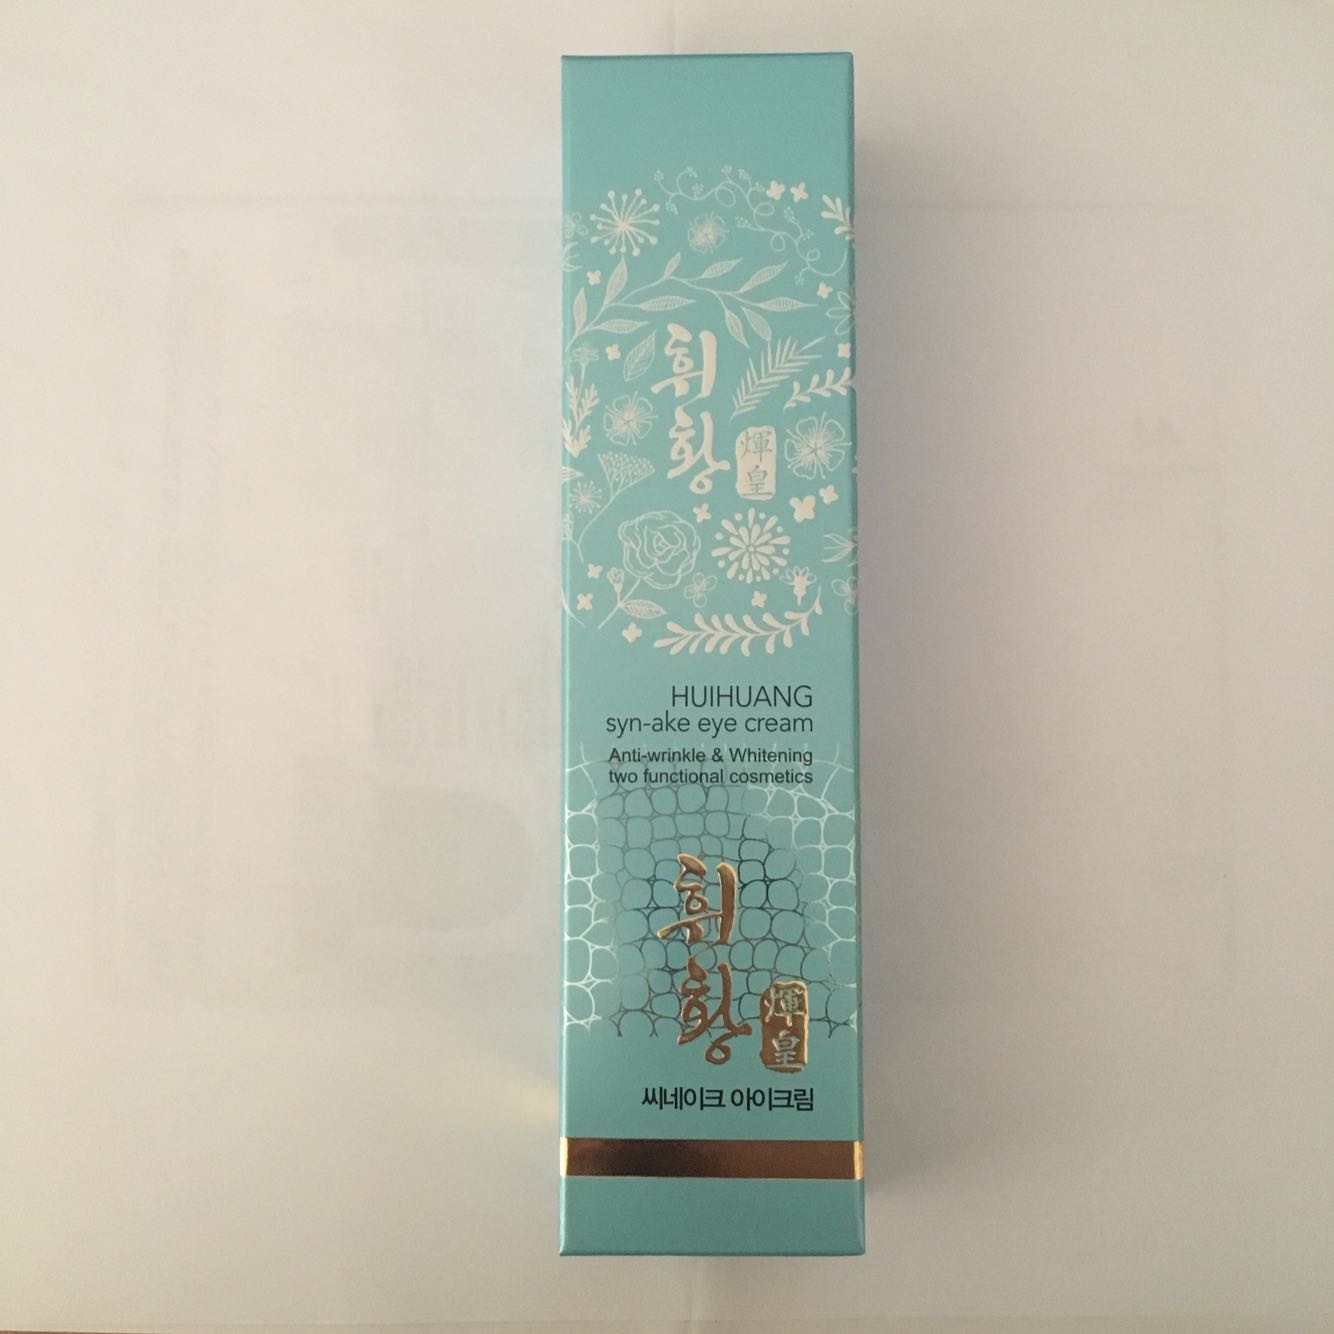 휘황
輝皇
HUIHUANG
syn-ake eye cream
Anti-wrinkle & Whitening
two functional cosmetics
휘황
輝皇
씨네이크 아이크림